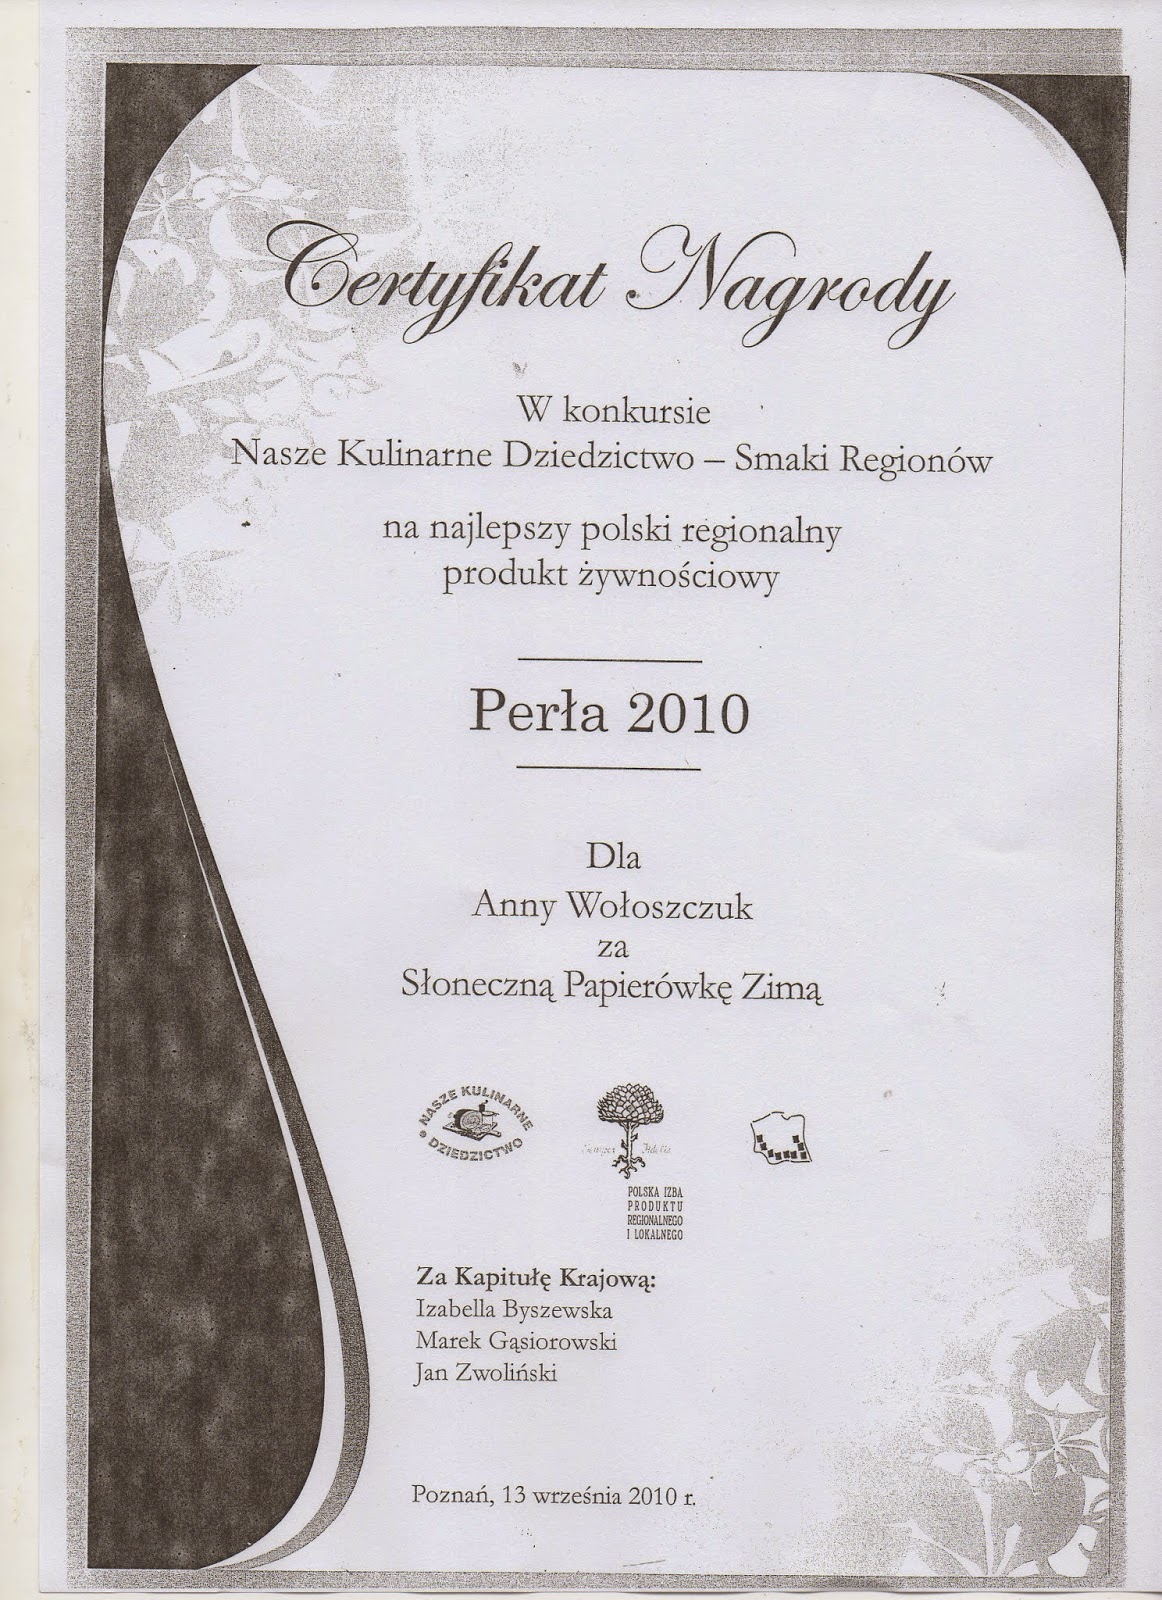 Certyfikat Nagrody
W konkursie
Nasze Kulinarne Dziedzictwo – Smaki Regionów
na najlepszy polski regionalny
produkt żywnościowy
Perła 2010
Dla
Anny Wołoszczuk
za
Słoneczną Papierówkę Zimą
NASZE KULINARNE
DZIEDZICTWO
Semper Fidelis
POLSKA IZBA
PRODUKTU
REGIONALNEGO
I LOKALNEGO
Za Kapitułę Krajową:
Izabella Byszewska
Marek Gąsiorowski
Jan Zwoliński
Poznań, 13 września 2010 r.